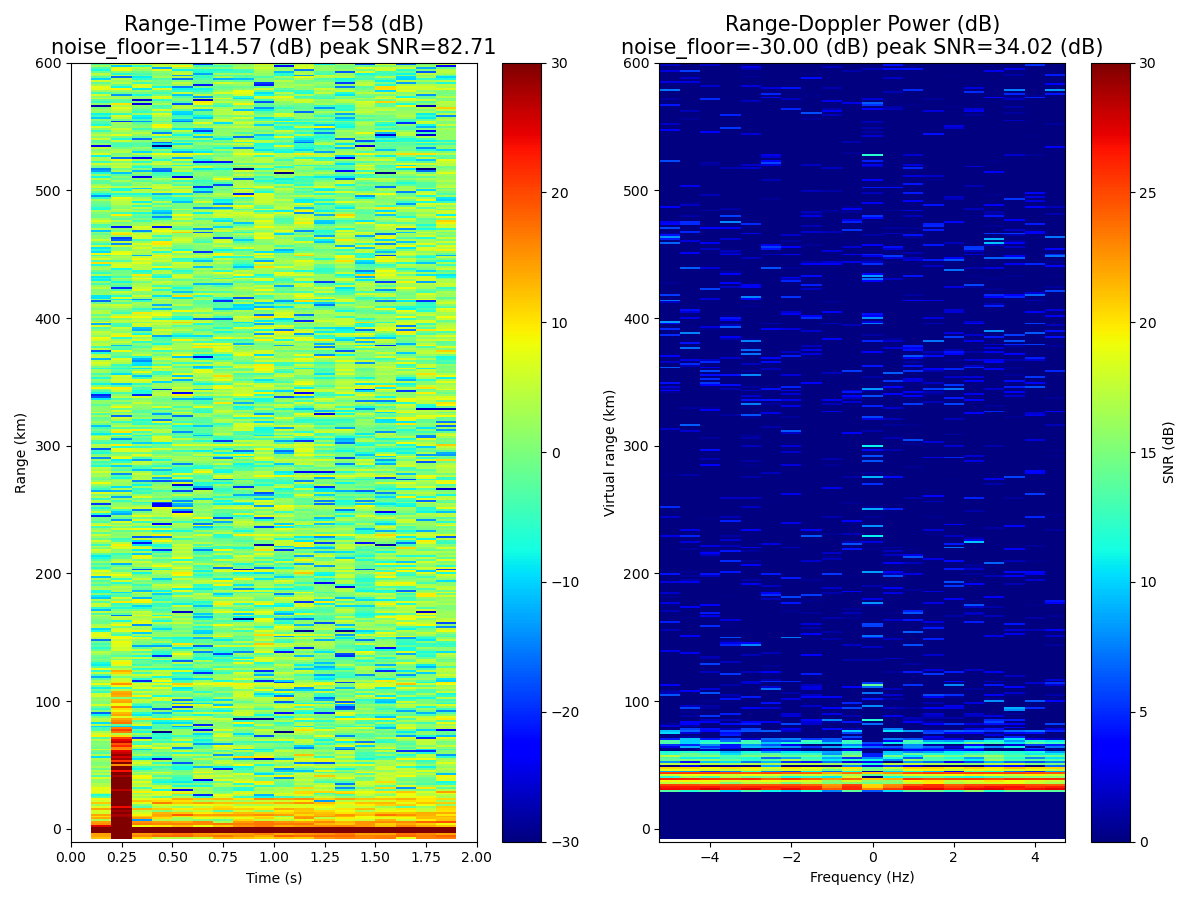 Range-Time Power f=58 (dB)
noise_floor=-114.57 (dB) peak SNR=82.71
Range-Doppler Power (dB)
noise_floor=-30.00 (dB) peak SNR=34.02 (dB)
600
500
400
300
200
100
0
Range (km)
0.00 0.25 0.50 0.75 1.00 1.25 1.50 1.75 2.00
Time (s)
30
20
10
0
−10
−20
−30
600
500
400
300
200
100
0
Virtual range (km)
−4 −2 0 2 4
Frequency (Hz)
30
25
20
15
10
5
0
SNR (dB)